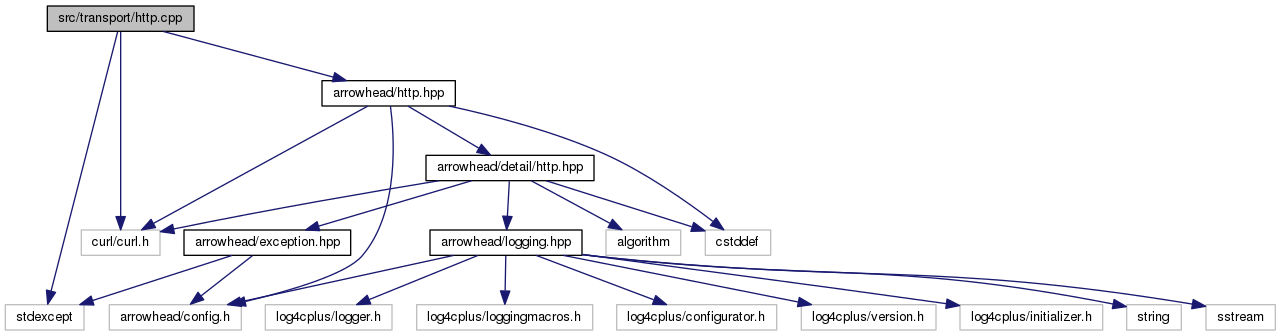 src/transport/http.cpp
arrowhead/http.hpp
arrowhead/detail/http.hpp
curl/curl.h
arrowhead/exception.hpp
arrowhead/logging.hpp
algorithm
cstddef
stdexcept
arrowhead/config.h
log4cplus/logger.h
log4cplus/loggingmacros.h
log4cplus/configurator.h
log4cplus/version.h
log4cplus/initializer.h
string
sstream